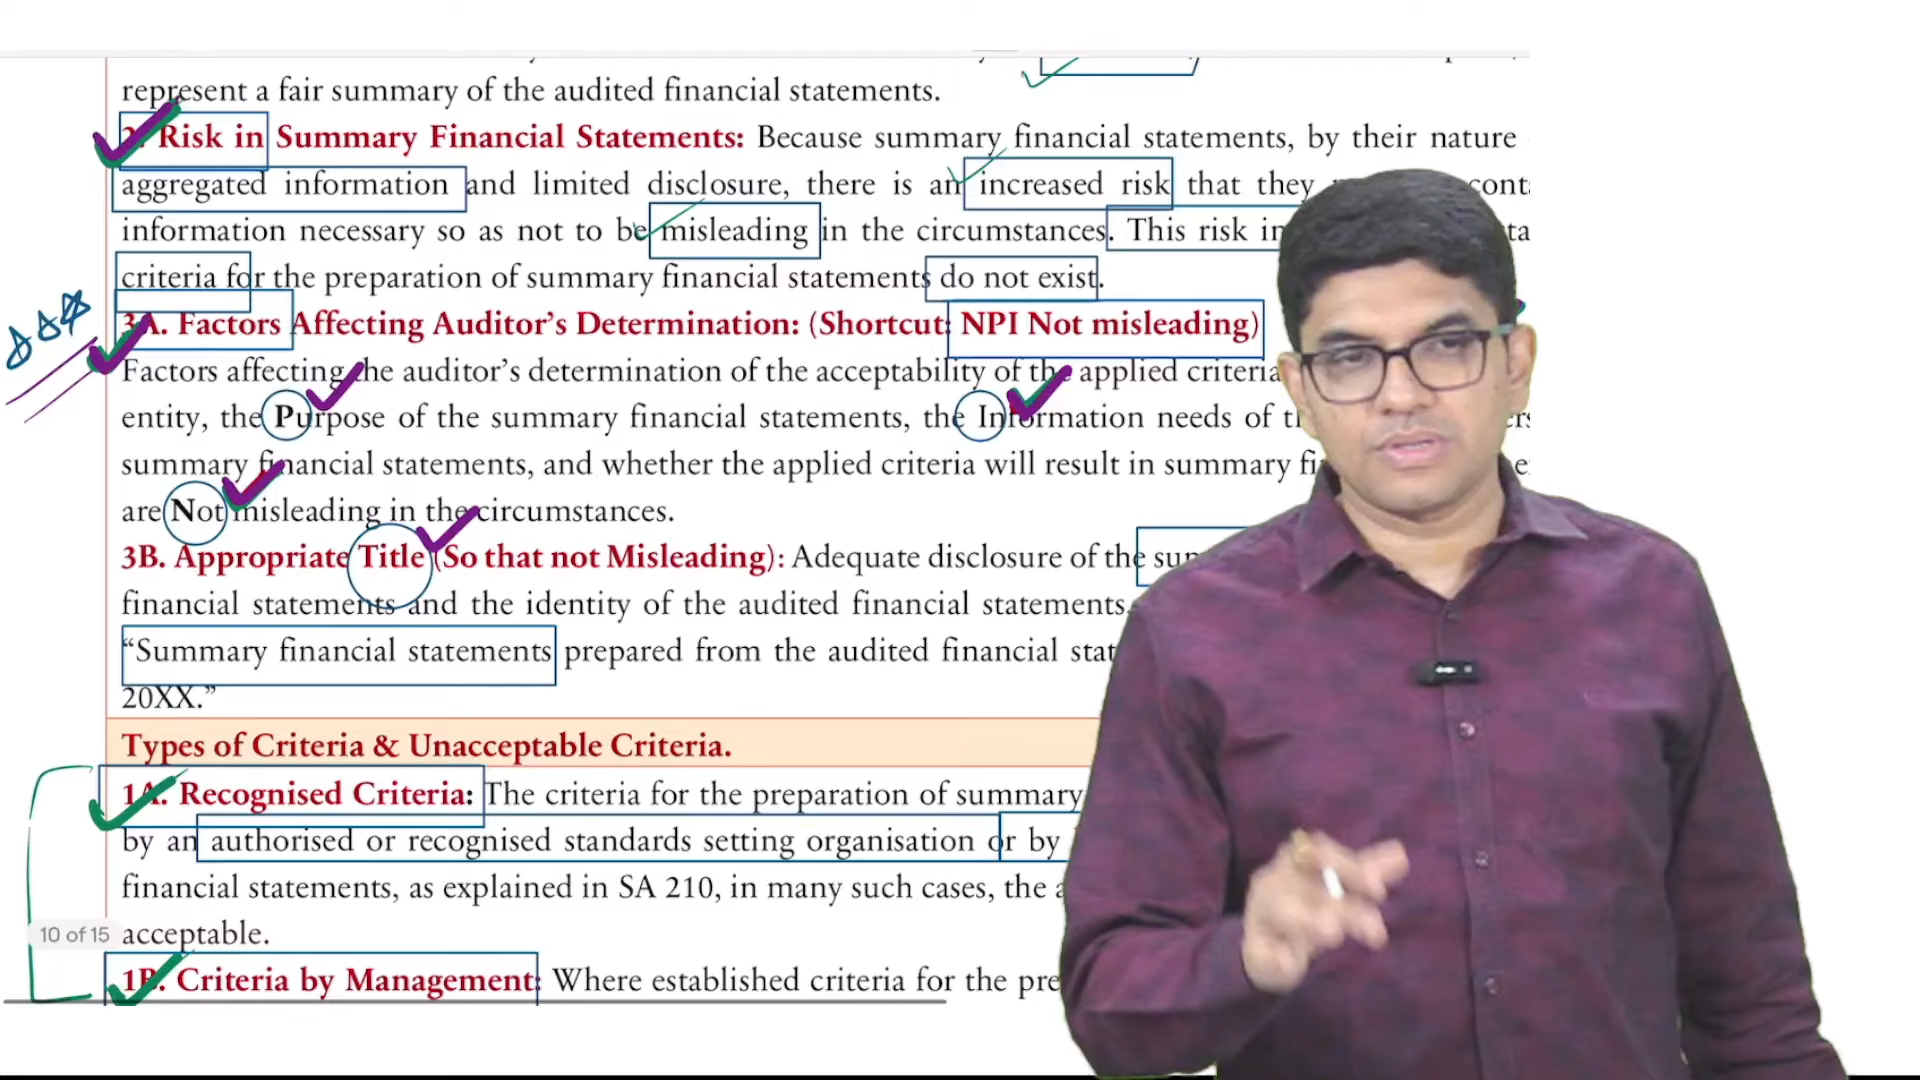 represent a fair summary of the audited financial statements.
2. Risk in Summary Financial Statements: Because summary financial statements, by their nature
aggregated information and limited disclosure, there is an increased risk that they
information necessary so as not to be misleading in the circumstances. This risk
criteria for the preparation of summary financial statements do not exist.
3A. Factors Affecting Auditor's Determination: (Shortcut: NPI Not misleading)
Factors affecting the auditor's determination of the acceptability of the applied criteria
entity, the Purpose of the summary financial statements, the Information needs of
summary financial statements, and whether the applied criteria will result in summary
are Not misleading in the circumstances.
3B. Appropriate Title (So that not Misleading): Adequate disclosure of the
financial statements and the identity of the audited financial statements.
“Summary financial statements prepared from the audited financial
20XX.”
Types of Criteria & Unacceptable Criteria.
1A. Recognised Criteria: The criteria for the preparation of summary
by an authorised or recognised standards setting organisation or by
financial statements, as explained in SA 210, in many such cases, the
10 of 15 acceptable.
1B. Criteria by Management: Where established criteria for the